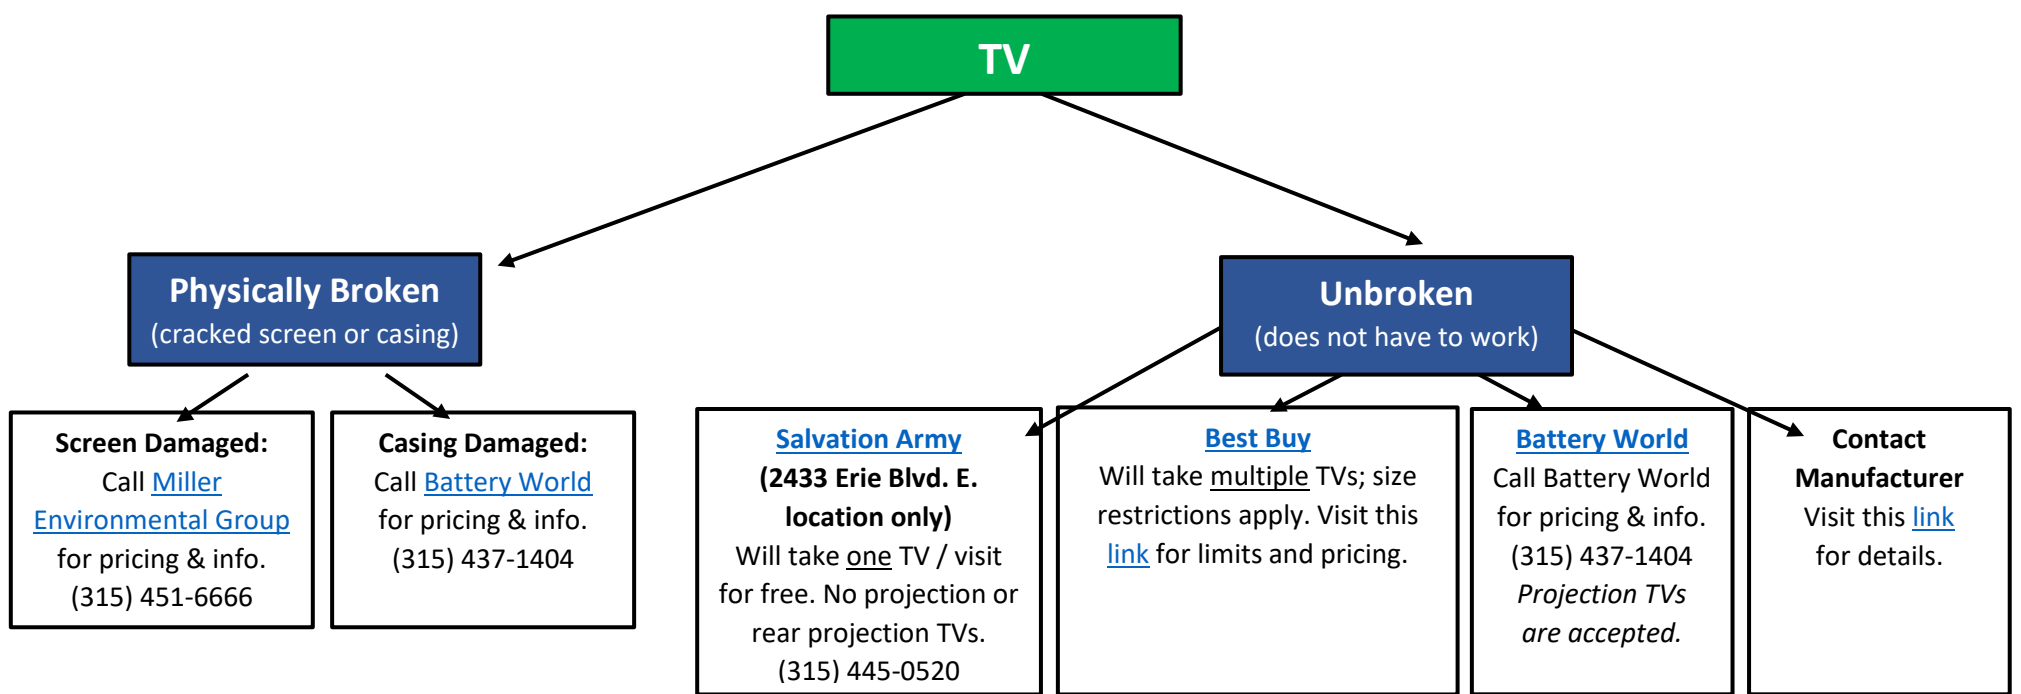 TV
Physically Broken
(cracked screen or casing)
Unbroken
(does not have to work)
Screen Damaged:
Call Miller
Environmental Group
for pricing & info.
(315) 451-6666
Casing Damaged:
Call Battery World
for pricing & info.
(315) 437-1404
Salvation Army
(2433 Erie Blvd. E.
location only)
Will take one TV / visit
for free. No projection or
rear projection TVs.
(315) 445-0520
Best Buy
Will take multiple TVs; size
restrictions apply. Visit this
link for limits and pricing.
Battery World
Call Battery World
for pricing & info.
(315) 437-1404
Projection TVs
are accepted.
Contact
Manufacturer
Visit this link
for details.